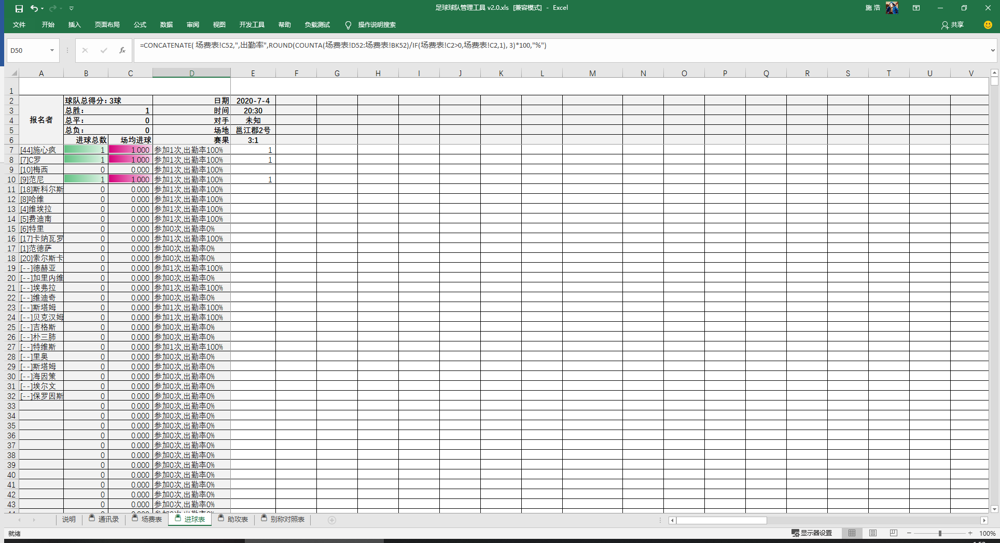 足球球队管理工具 v2.0.xls [兼容模式] - Excel
施 浩
文件 开始 插入 页面布局 公式 数据 审阅 视图 开发工具 帮助 负载测试 操作说明搜索 共享
D50 fx =CONCATENATE( 场费表!C52,",出勤率",ROUND(COUNTA(场费表!D52:场费表!BK52)/IF(场费表!C2>0,场费表!C2,1), 3)*100,"%")
A B C D E F G H I J K L M N O P Q R S T U V
1
2 球队总得分:3球 日期 2020-7-4
3 总胜: 1 时间 20:30
4 报名者 总平: 0 对手 未知
5 总负: 0 场地 邕江郡2号
6 进球总数 场均进球 赛果 3:1
7 [44]施心疯 1 1.000 参加1次,出勤率100% 1
8 [7]C罗 1 1.000 参加1次,出勤率100% 1
9 [10]梅西 0 0.000 参加1次,出勤率100%
10 [9]范尼 1 1.000 参加1次,出勤率100% 1
11 [18]斯科尔斯 0 0.000 参加1次,出勤率100%
12 [8]哈维 0 0.000 参加1次,出勤率100%
13 [4]维埃拉 0 0.000 参加1次,出勤率100%
14 [5]费迪南 0 0.000 参加1次,出勤率100%
15 [6]特里 0 0.000 参加0次,出勤率0%
16 [17]卡纳瓦罗 0 0.000 参加1次,出勤率100%
17 [1]范德萨 0 0.000 参加0次,出勤率0%
18 [20]索尔斯卡 0 0.000 参加0次,出勤率0%
19 [--]德赫亚 0 0.000 参加1次,出勤率100%
20 [--]加里内维 0 0.000 参加0次,出勤率0%
21 [--]埃弗拉 0 0.000 参加1次,出勤率100%
22 [--]维迪奇 0 0.000 参加0次,出勤率0%
23 [--]斯塔姆 0 0.000 参加1次,出勤率100%
24 [--]贝克汉姆 0 0.000 参加1次,出勤率100%
25 [--]吉格斯 0 0.000 参加0次,出勤率0%
26 [--]朴三肺 0 0.000 参加0次,出勤率0%
27 [--]特维斯 0 0.000 参加1次,出勤率100%
28 [--]里奥 0 0.000 参加0次,出勤率0%
29 [--]斯塔姆 0 0.000 参加0次,出勤率0%
30 [--]海因策 0 0.000 参加0次,出勤率0%
31 [--]埃尔文 0 0.000 参加0次,出勤率0%
32 [--]保罗因斯 0 0.000 参加0次,出勤率0%
33 0 0.000 参加0次,出勤率0%
34 0 0.000 参加0次,出勤率0%
35 0 0.000 参加0次,出勤率0%
36 0 0.000 参加0次,出勤率0%
37 0 0.000 参加0次,出勤率0%
38 0 0.000 参加0次,出勤率0%
39 0 0.000 参加0次,出勤率0%
40 0 0.000 参加0次,出勤率0%
41 0 0.000 参加0次,出勤率0%
42 0 0.000 参加0次,出勤率0%
43 0 0.000 参加0次,出勤率0%
说明 通讯录 场费表 进球表 助攻表 别称对照表
就绪 显示器设置 100%